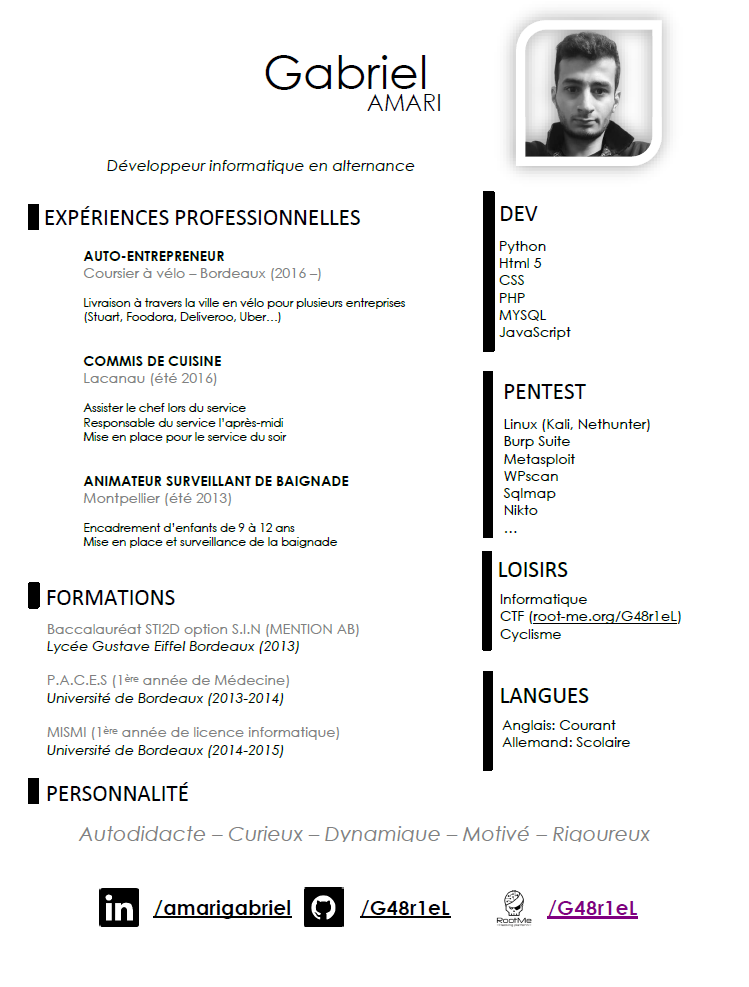 Gabriel
AMARI
Développeur informatique en alternance
EXPÉRIENCES PROFESSIONNELLES
AUTO-ENTREPRENEUR
Coursier à vélo – Bordeaux (2016 –)
Livraison à travers la ville en vélo pour plusieurs entreprises
(Stuart, Foodora, Deliveroo, Uber…)
COMMIS DE CUISINE
Lacanau (été 2016)
Assister le chef lors du service
Responsable du service l'après-midi
Mise en place pour le service du soir
ANIMATEUR SURVEILLANT DE BAIGNADE
Montpellier (été 2013)
Encadrement d'enfants de 9 à 12 ans
Mise en place et surveillance de la baignade
FORMATIONS
Baccalauréat STI2D option S.I.N (MENTION AB)
Lycée Gustave Eiffel Bordeaux (2013)
P.A.C.E.S (1ère année de Médecine)
Université de Bordeaux (2013-2014)
MISMI (1ère année de licence informatique)
Université de Bordeaux (2014-2015)
DEV
Python
Html 5
CSS
PHP
MYSQL
JavaScript
PENTEST
Linux (Kali, Nethunter)
Burp Suite
Metasploit
WPscan
Sqlmap
Nikto
…
LOISIRS
Informatique
CTF (root-me.org/G48r1eL)
Cyclisme
LANGUES
Anglais: Courant
Allemand: Scolaire
PERSONNALITÉ
Autodidacte – Curieux – Dynamique – Motivé – Rigoureux
in /amarigabriel
/G48r1eL
RootMe
/G48r1eL